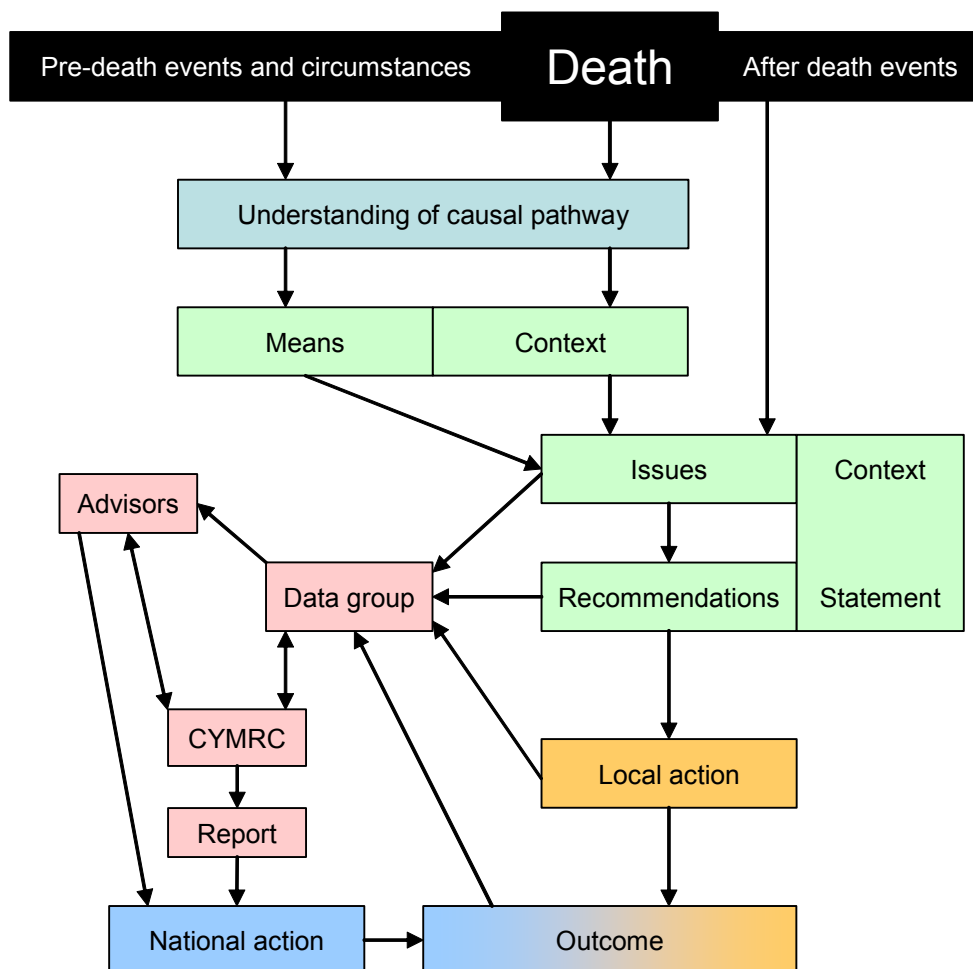 Pre-death events and circumstances
Death
After death events
Understanding of causal pathway
Means
Context
Issues
Context
Advisors
Data group
Recommendations
Statement
CYMRC
Local action
Report
National action
Outcome